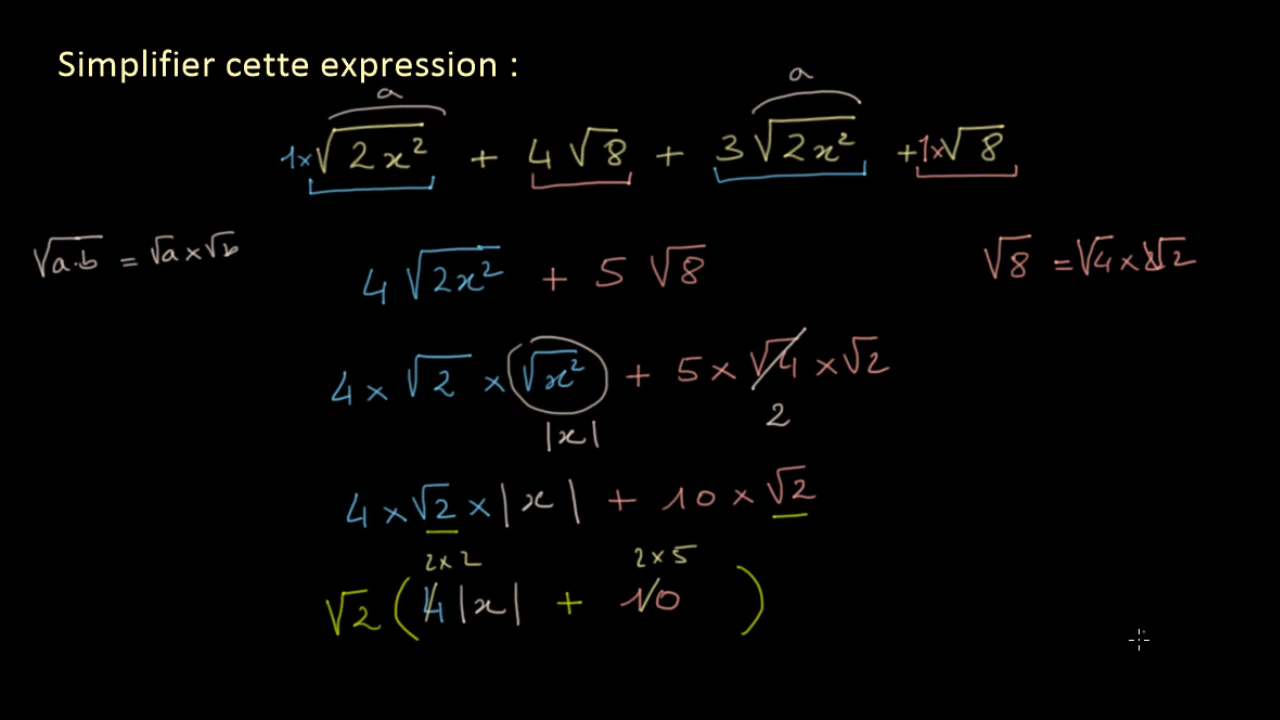 Simplifier cette expression :
a a
1×√2x² + 4√8 + 3√2x² +1×√8
√a·b = √a×√b
4√2x² + 5√8
√8 = √4×√2
4×√2×√x² + 5×√4×√2
|x| 2
4×√2×|x| + 10×√2
2×2 2×5
√2(4|x| + 10)